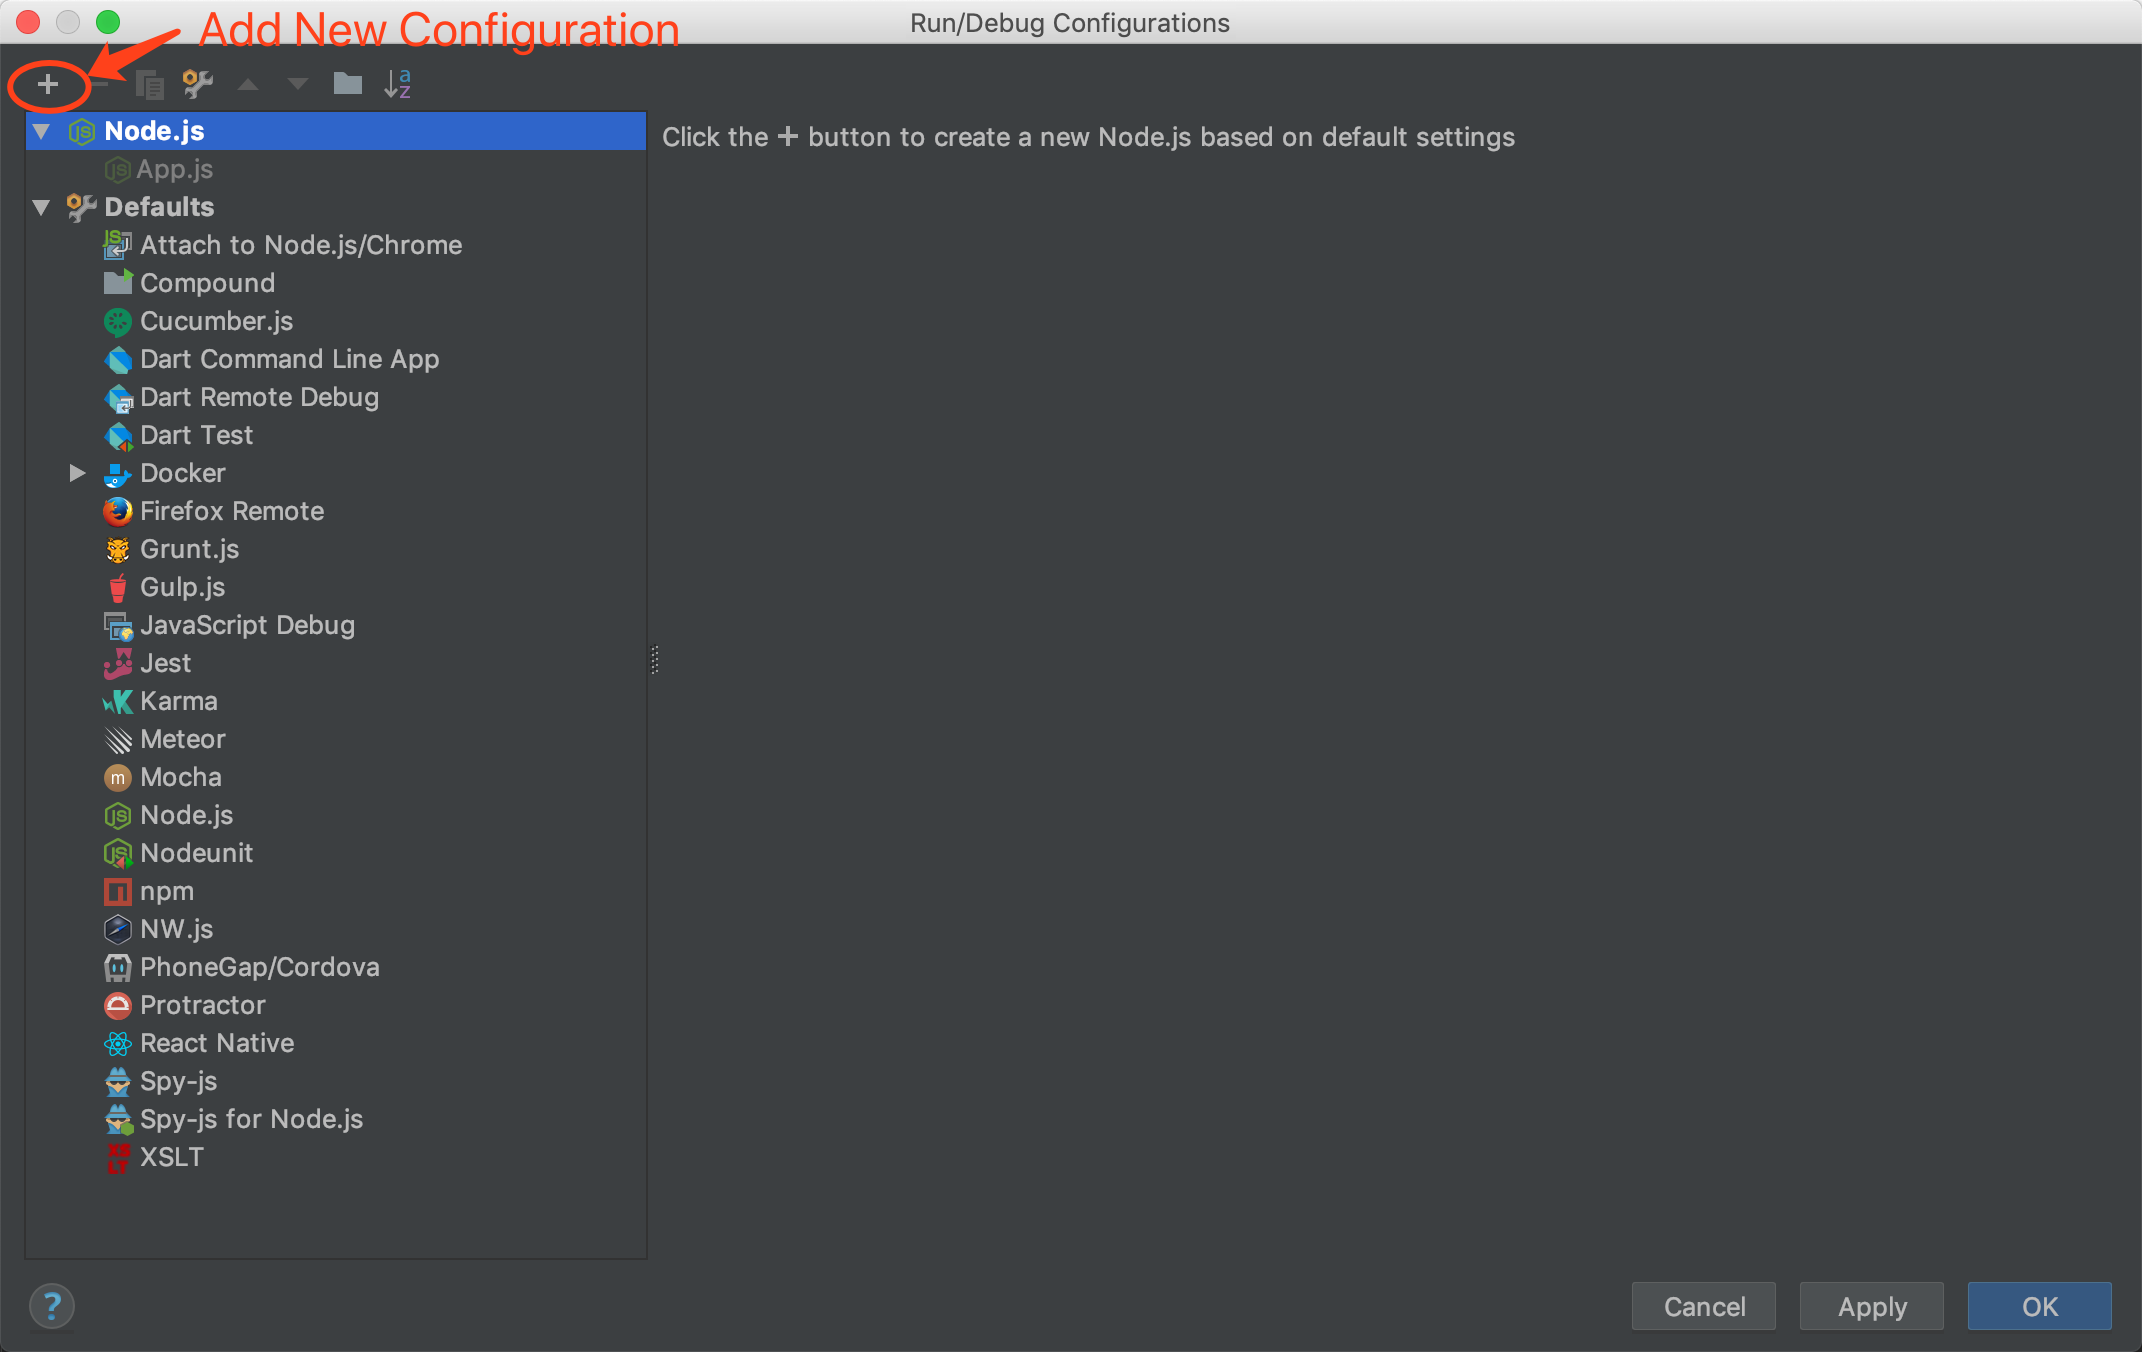 Run/Debug Configurations
Add New Configuration
a
z
Node.js
Click the + button to create a new Node.js based on default settings
App.js
Defaults
Attach to Node.js/Chrome
Compound
Cucumber.js
Dart Command Line App
Dart Remote Debug
Dart Test
Docker
Firefox Remote
Grunt.js
Gulp.js
JavaScript Debug
Jest
Karma
Meteor
m Mocha
Node.js
Nodeunit
npm
NW.js
PhoneGap/Cordova
Protractor
React Native
Spy-js
Spy-js for Node.js
XSLT
?
Cancel
Apply
OK